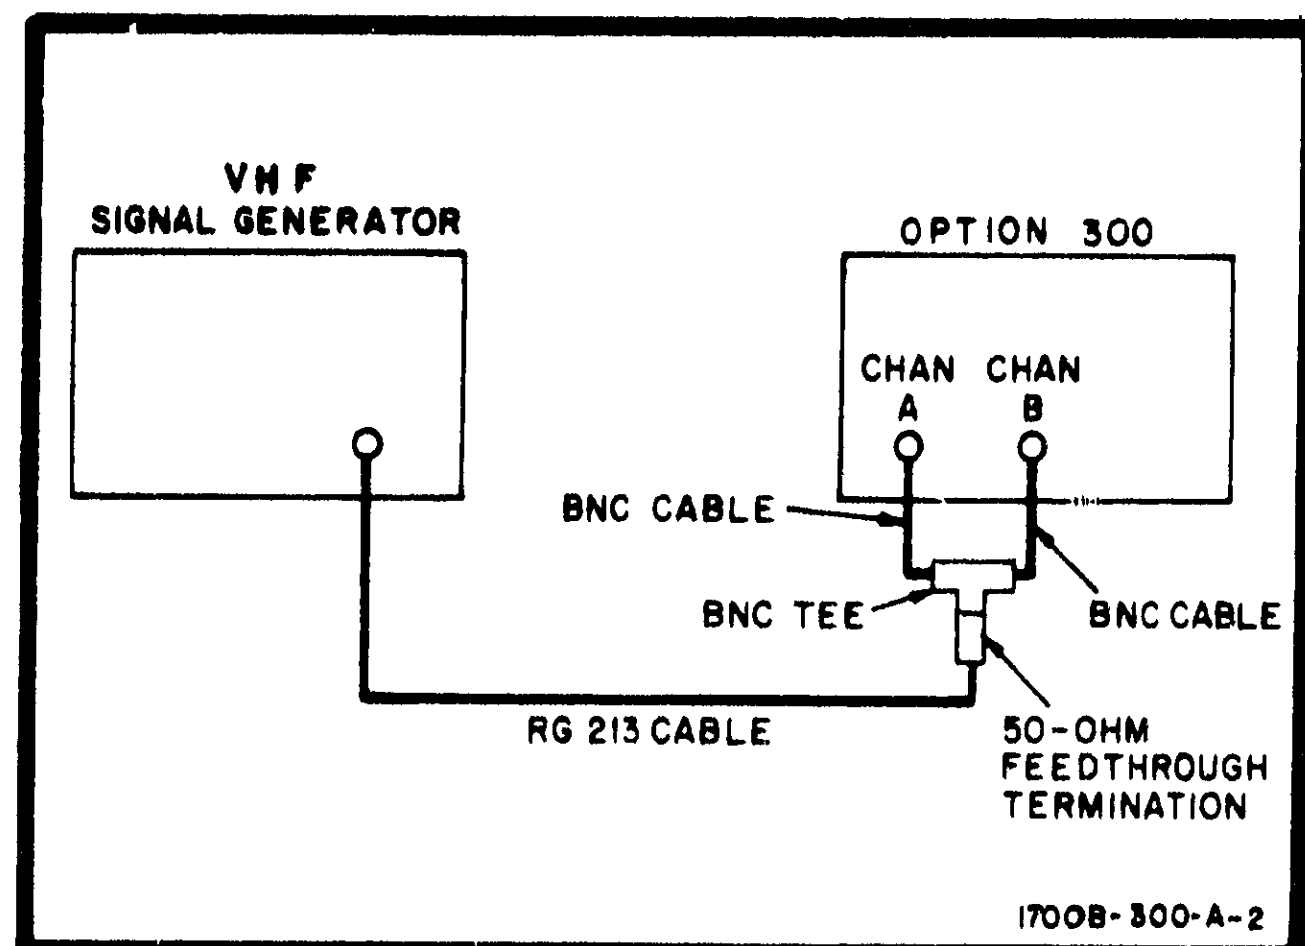 VHF
SIGNAL GENERATOR
OPTION 300
CHAN CHAN
A B
BNC CABLE
BNC TEE
BNC CABLE
RG 213 CABLE
50-OHM
FEEDTHROUGH
TERMINATION
1700B-300-A-2